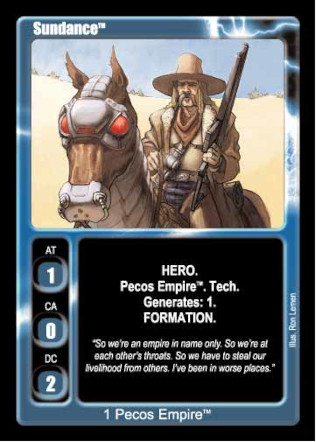 Sundance™
AT
1
CA
0
DC
2
HERO.
Pecos Empire™. Tech.
Generates: 1.
FORMATION.
"So we're an empire in name only. So we're at
each other's throats. So we have to steal our
livelihood from others. I've been in worse places."
Illus. Ron Lemen
1 Pecos Empire™